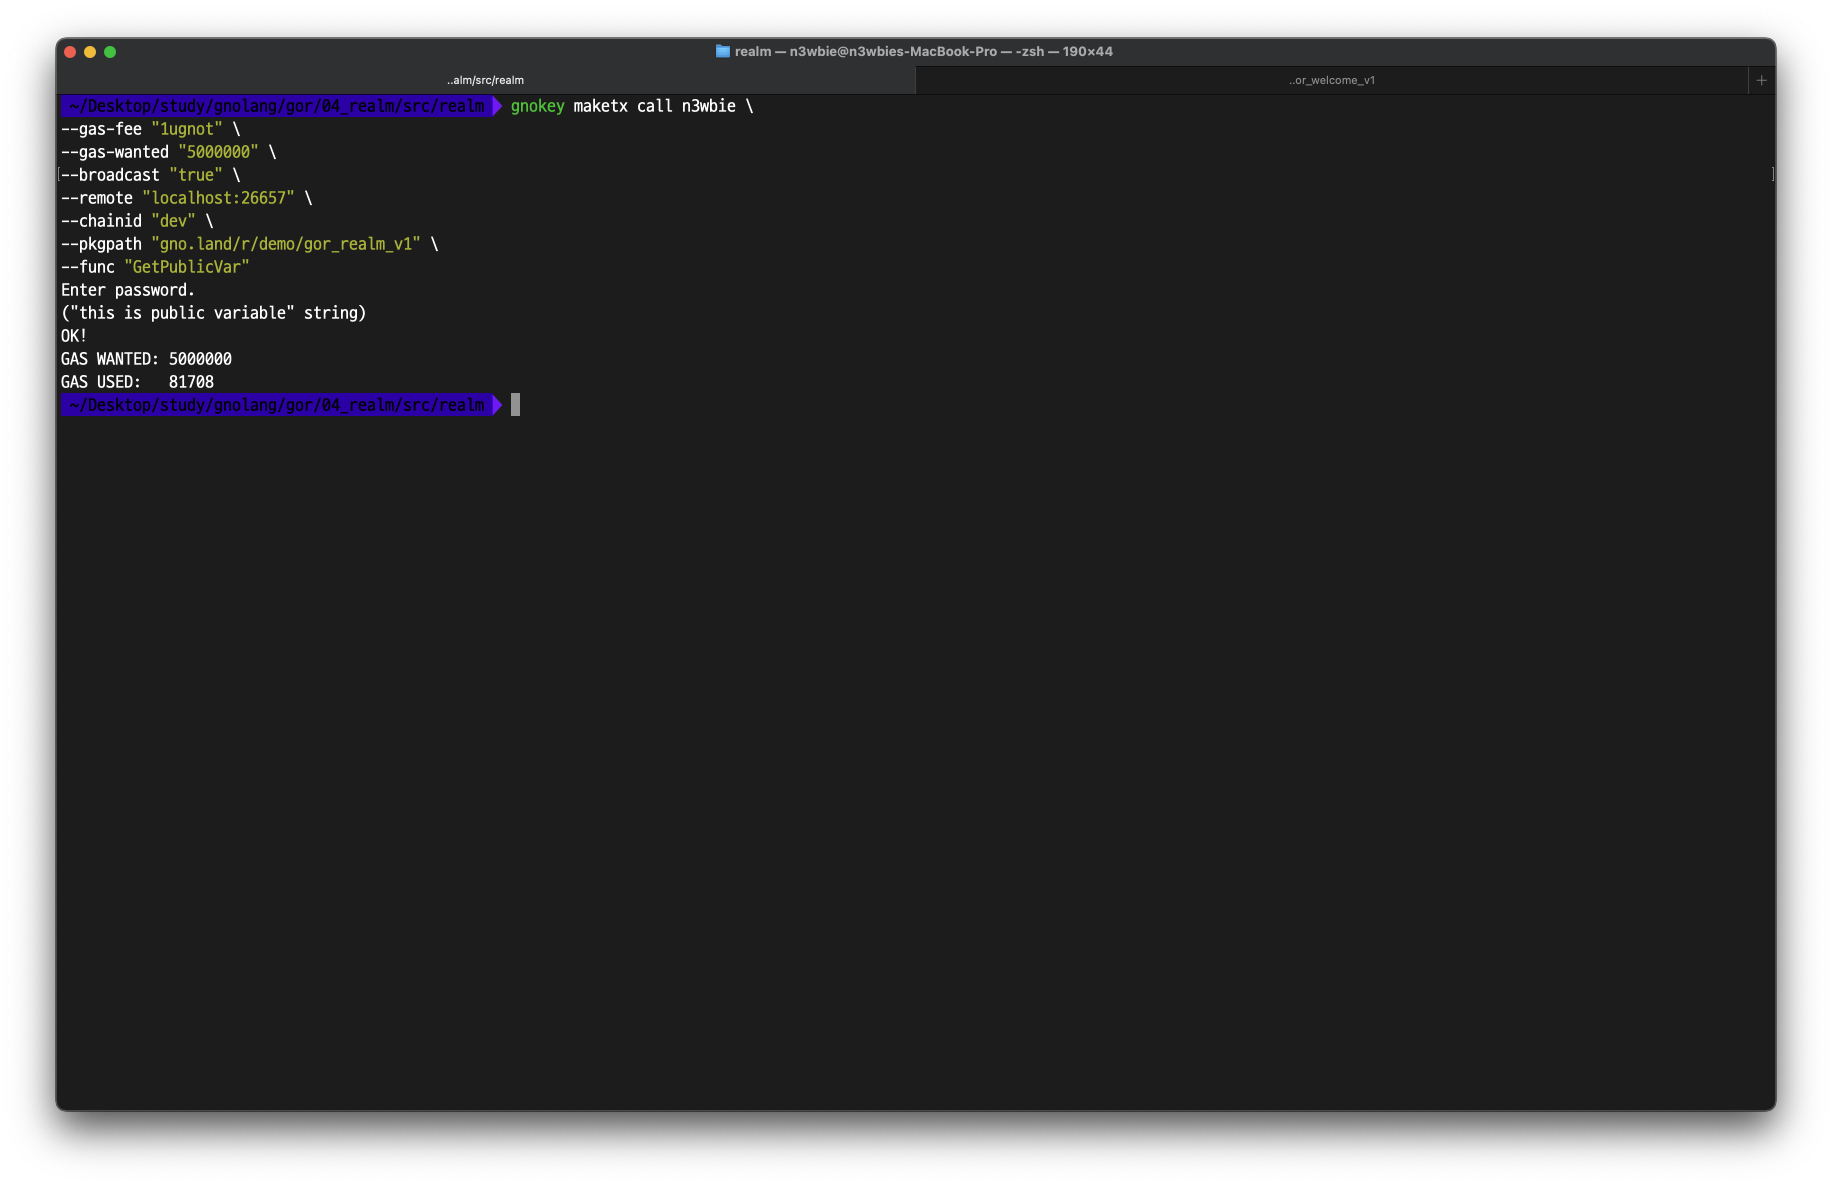 realm — n3wbie@n3wbies-MacBook-Pro — -zsh — 190×44
..alm/src/realm
..or_welcome_v1
+
~/Desktop/study/gnolang/gor/04_realm/src/realm gnokey maketx call n3wbie \
--gas-fee "1ugnot" \
--gas-wanted "5000000" \
--broadcast "true" \
--remote "localhost:26657" \
--chainid "dev" \
--pkgpath "gno.land/r/demo/gor_realm_v1" \
--func "GetPublicVar"
Enter password.
("this is public variable" string)
OK!
GAS WANTED: 5000000
GAS USED:   81708
~/Desktop/study/gnolang/gor/04_realm/src/realm